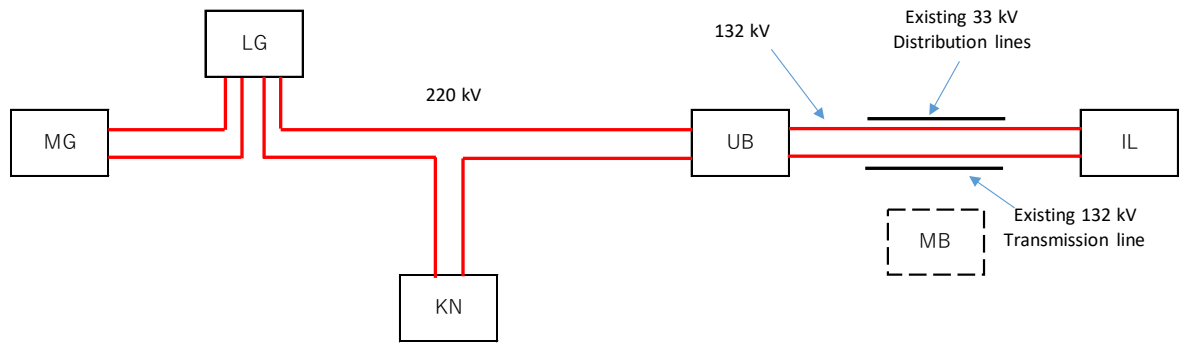 Existing 33 kV
Distribution lines
132 kV
LG
220 kV
MG
UB
IL
Existing 132 kV
Transmission line
MB
KN